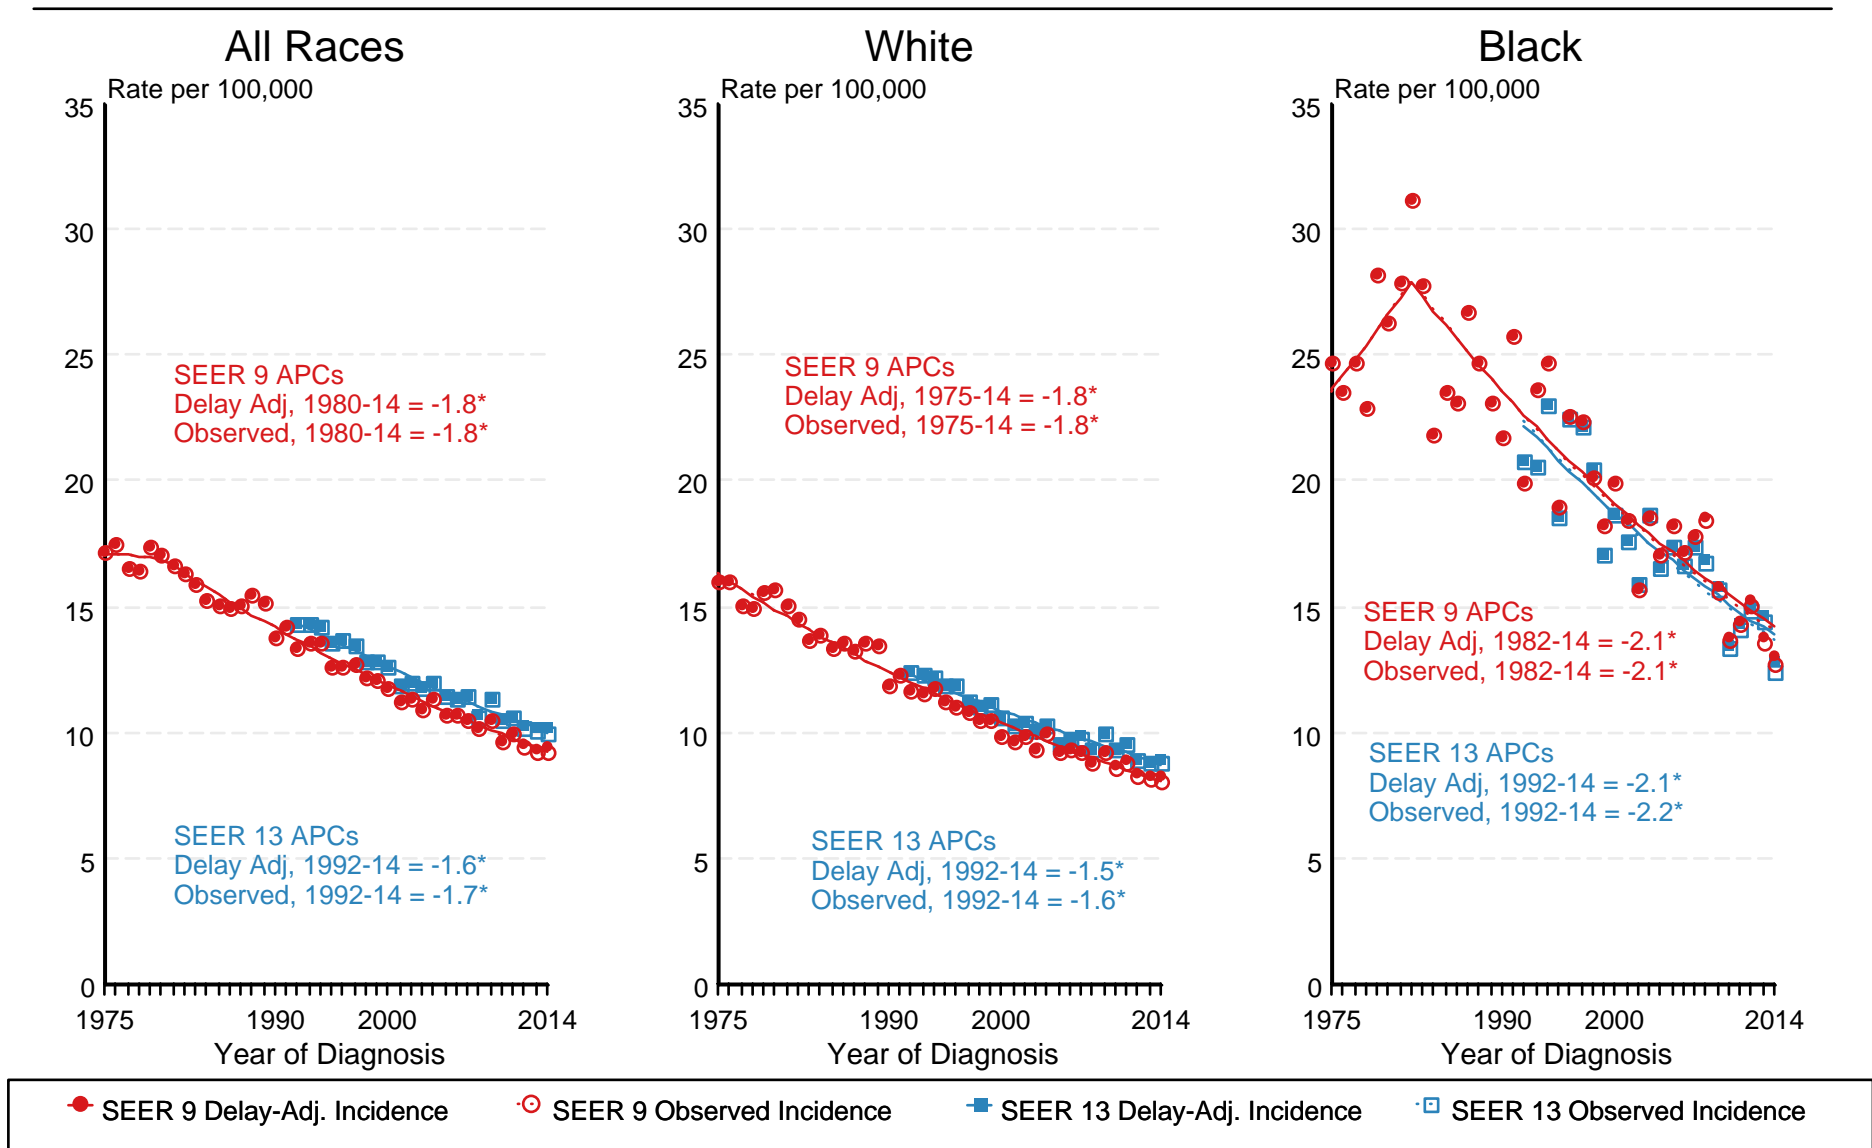 All Races
Rate per 100,000
35
30
25
20
15
10
5
0
SEER 9 APCs
Delay Adj, 1980-14 = -1.8*
Observed, 1980-14 = -1.8*
SEER 13 APCs
Delay Adj, 1992-14 = -1.6*
Observed, 1992-14 = -1.7*
1975 1990 2000 2014
Year of Diagnosis
White
Rate per 100,000
35
30
25
20
15
10
5
0
SEER 9 APCs
Delay Adj, 1975-14 = -1.8*
Observed, 1975-14 = -1.8*
SEER 13 APCs
Delay Adj, 1992-14 = -1.5*
Observed, 1992-14 = -1.6*
1975 1990 2000 2014
Year of Diagnosis
Black
Rate per 100,000
35
30
25
20
15
10
5
0
SEER 9 APCs
Delay Adj, 1982-14 = -2.1*
Observed, 1982-14 = -2.1*
SEER 13 APCs
Delay Adj, 1992-14 = -2.1*
Observed, 1992-14 = -2.2*
1975 1990 2000 2014
Year of Diagnosis
SEER 9 Delay-Adj. Incidence SEER 9 Observed Incidence SEER 13 Delay-Adj. Incidence SEER 13 Observed Incidence